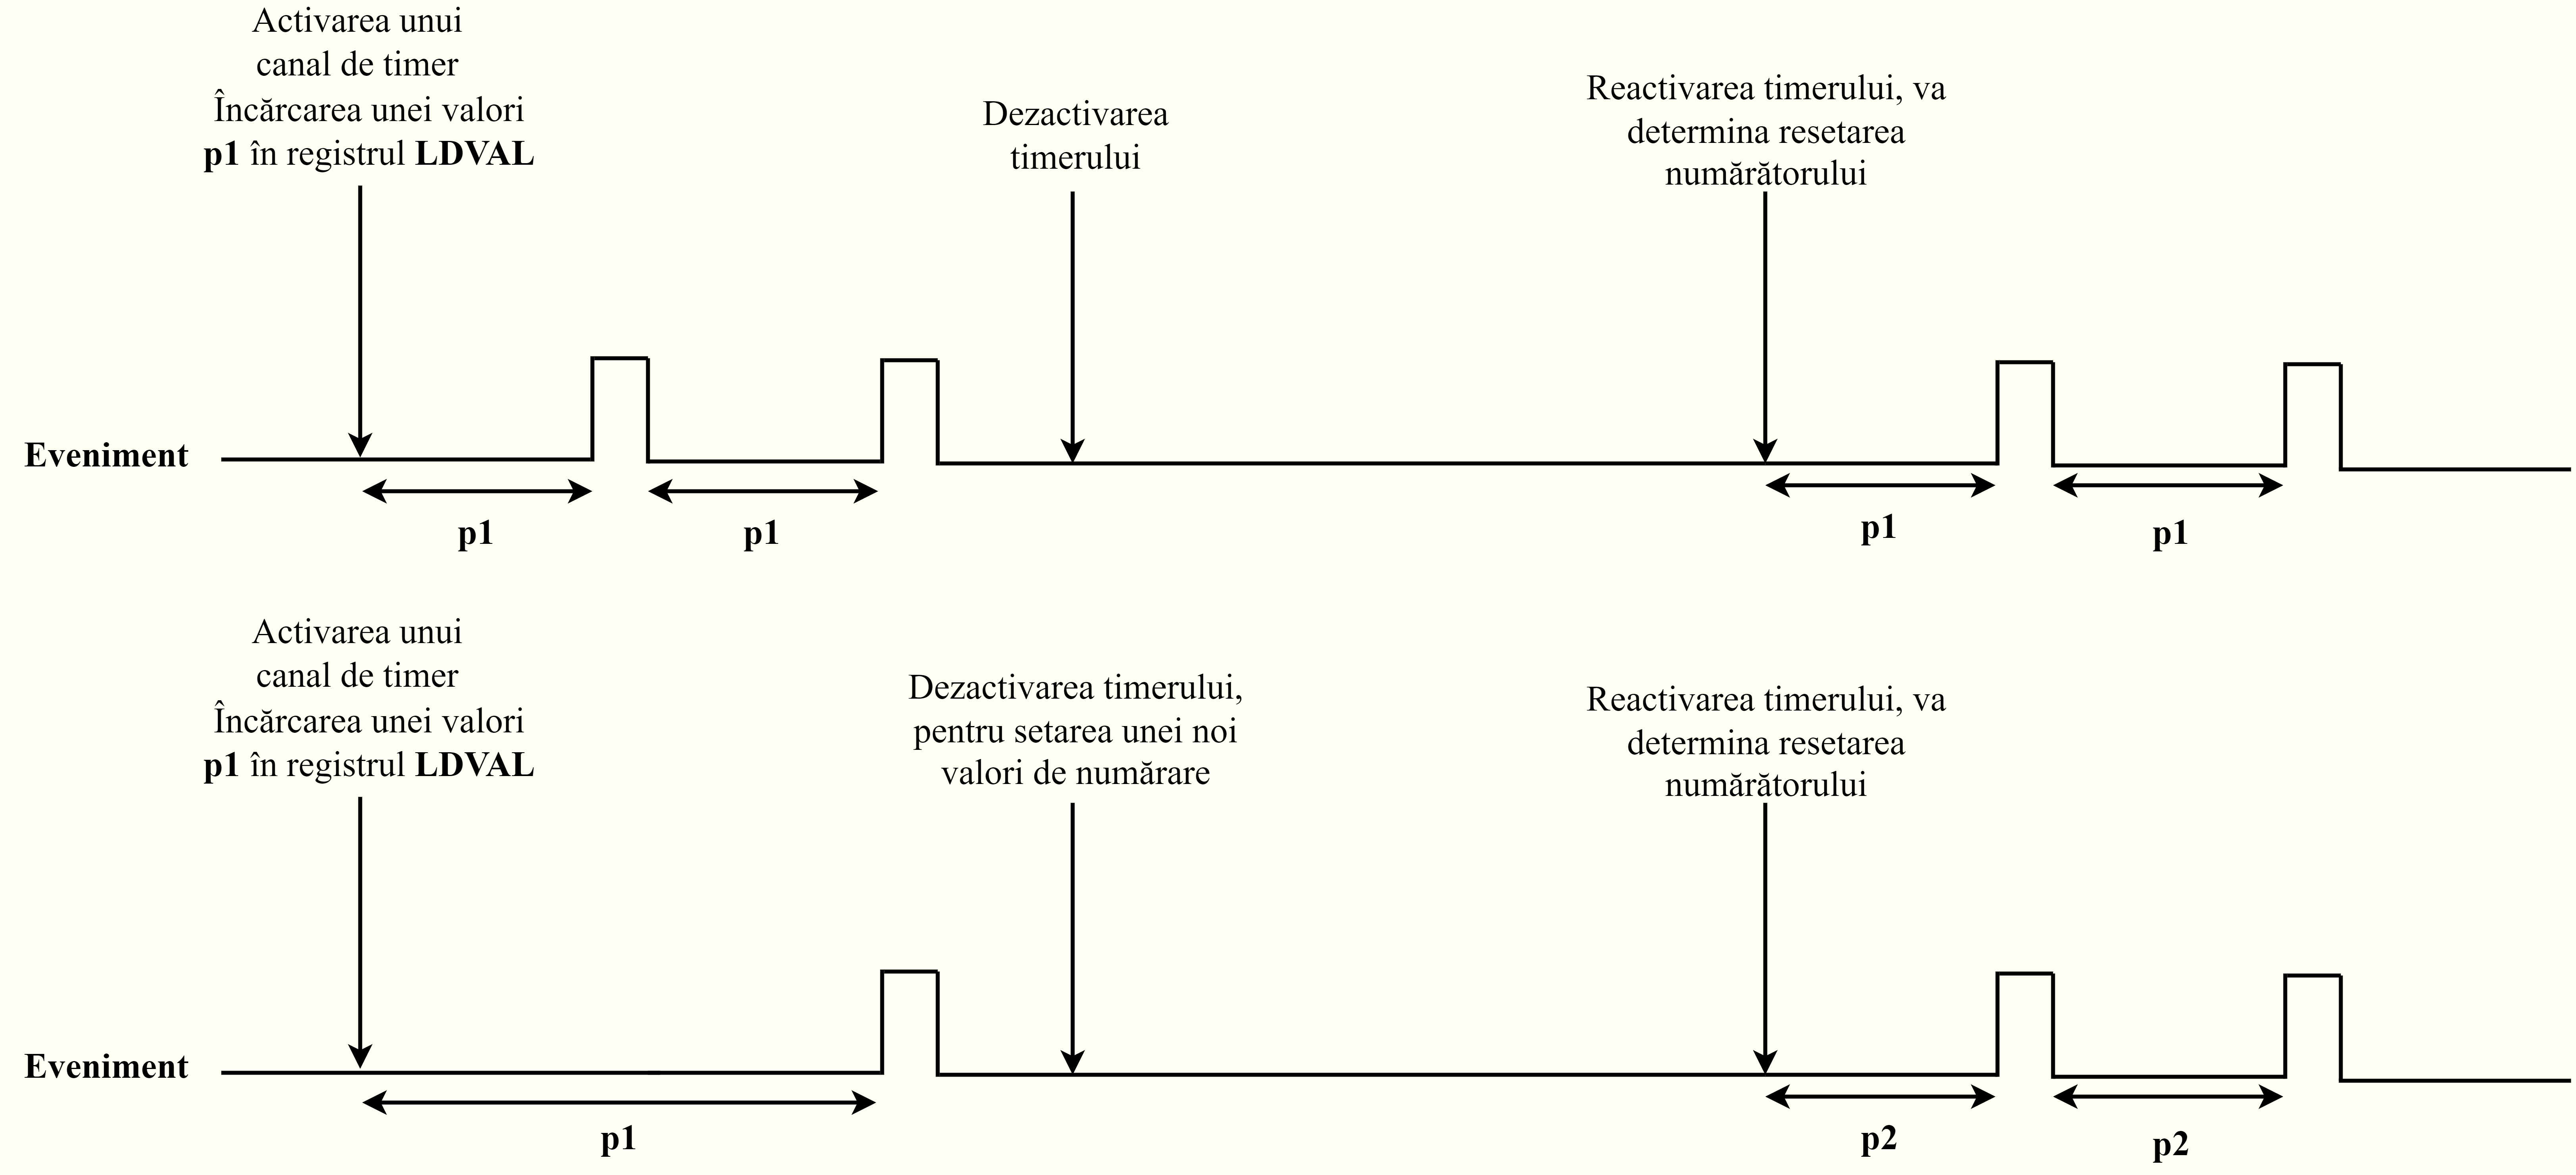 Activarea unui
canal de timer
Încărcarea unei valori
p1 în registrul LDVAL
Dezactivarea
timerului
Reactivarea timerului, va
determina resetarea
numărătorului
Eveniment
p1
p1
p1
p1
Activarea unui
canal de timer
Încărcarea unei valori
p1 în registrul LDVAL
Dezactivarea timerului,
pentru setarea unei noi
valori de numărare
Reactivarea timerului, va
determina resetarea
numărătorului
Eveniment
p1
p2
p2